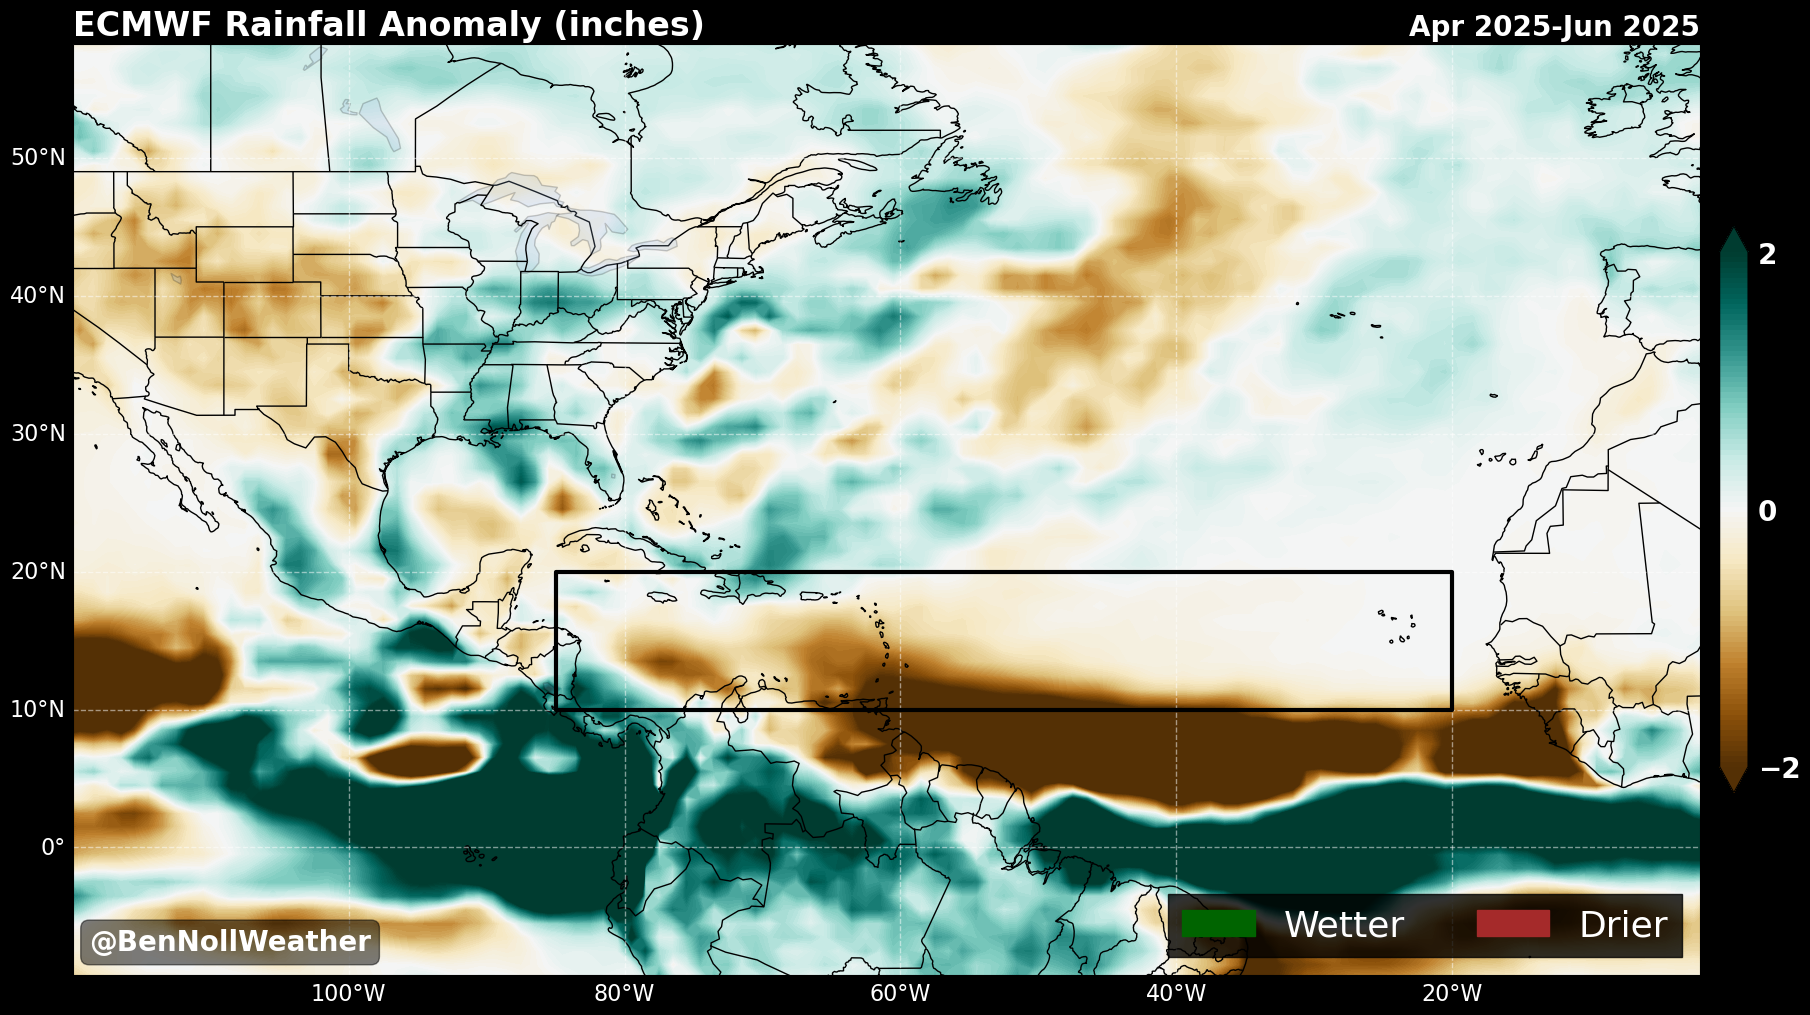 ECMWF Rainfall Anomaly (inches)
Apr 2025-Jun 2025
50°N
40°N
30°N
20°N
10°N
0°
2
0
−2
@BenNollWeather
Wetter
Drier
100°W
80°W
60°W
40°W
20°W